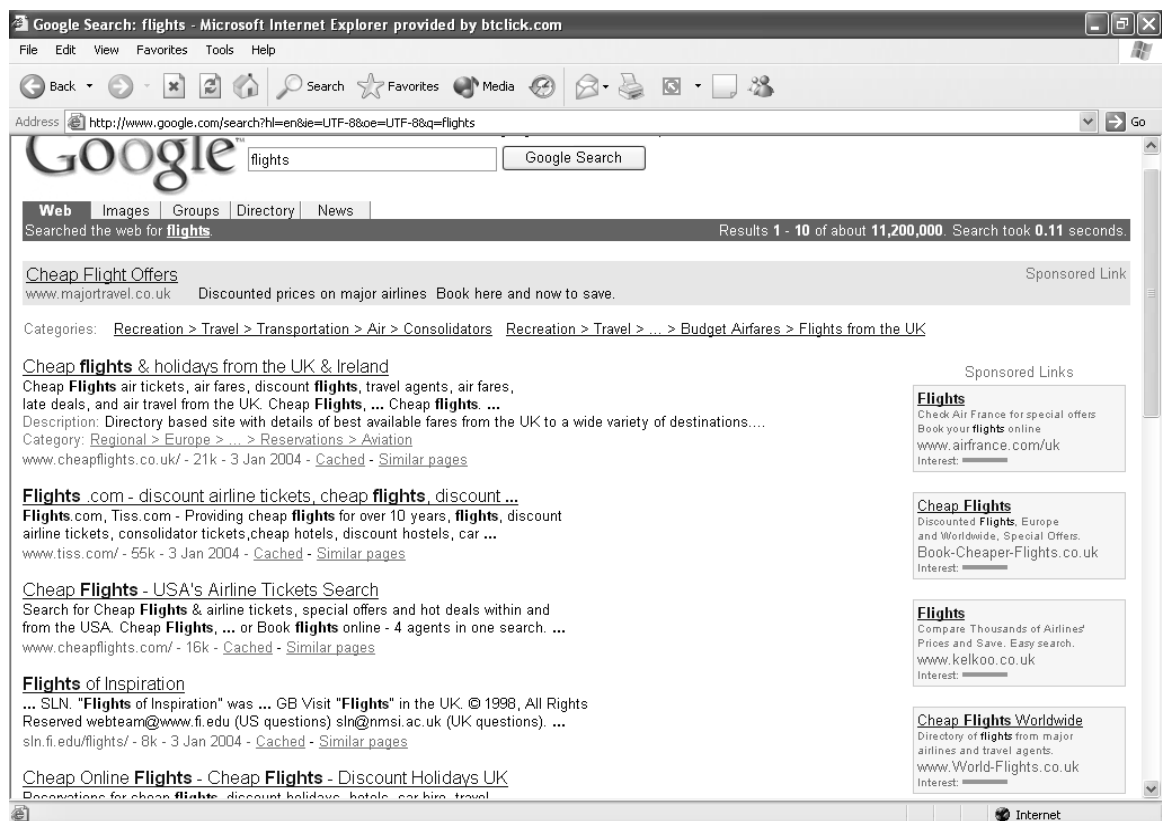 Google Search: flights - Microsoft Internet Explorer provided by btclick.com
File Edit View Favorites Tools Help
Back Search Favorites Media
Address http://www.google.com/search?hl=en&ie=UTF-8&oe=UTF-8&q=flights Go
Google™ flights Google Search
Web Images Groups Directory News
Searched the web for flights. Results 1 - 10 of about 11,200,000. Search took 0.11 seconds.
Cheap Flight Offers Sponsored Link
www.majortravel.co.uk Discounted prices on major airlines Book here and now to save.
Categories: Recreation > Travel > Transportation > Air > Consolidators Recreation > Travel > ... > Budget Airfares > Flights from the UK
Cheap flights & holidays from the UK & Ireland
Cheap Flights air tickets, air fares, discount flights, travel agents, air fares,
late deals, and air travel from the UK. Cheap Flights, ... Cheap flights. ...
Description: Directory based site with details of best available fares from the UK to a wide variety of destinations....
Category: Regional > Europe > ... > Reservations > Aviation
www.cheapflights.co.uk/ - 21k - 3 Jan 2004 - Cached - Similar pages
Flights .com - discount airline tickets, cheap flights, discount ...
Flights.com, Tiss.com - Providing cheap flights for over 10 years, flights, discount
airline tickets, consolidator tickets,cheap hotels, discount hostels, car ...
www.tiss.com/ - 55k - 3 Jan 2004 - Cached - Similar pages
Cheap Flights - USA's Airline Tickets Search
Search for Cheap Flights & airline tickets, special offers and hot deals within and
from the USA. Cheap Flights, ... or Book flights online - 4 agents in one search. ...
www.cheapflights.com/ - 16k - Cached - Similar pages
Flights of Inspiration
... SLN. "Flights of Inspiration" was ... GB Visit "Flights" in the UK. © 1998, All Rights
Reserved webteam@www.fi.edu (US questions) sln@nmsi.ac.uk (UK questions). ...
sln.fi.edu/flights/ - 8k - 3 Jan 2004 - Cached - Similar pages
Cheap Online Flights - Cheap Flights - Discount Holidays UK
Reservations for cheap flights, discount holidays, hotels, car hire, travel
Sponsored Links
Flights
Check Air France for special offers
Book your flights online
www.airfrance.com/uk
Interest:
Cheap Flights
Discounted Flights, Europe
and Worldwide, Special Offers.
Book-Cheaper-Flights.co.uk
Interest:
Flights
Compare Thousands of Airlines'
Prices and Save. Easy search.
www.kelkoo.co.uk
Interest:
Cheap Flights Worldwide
Directory of flights from major
airlines and travel agents.
www.World-Flights.co.uk
Interest:
Internet